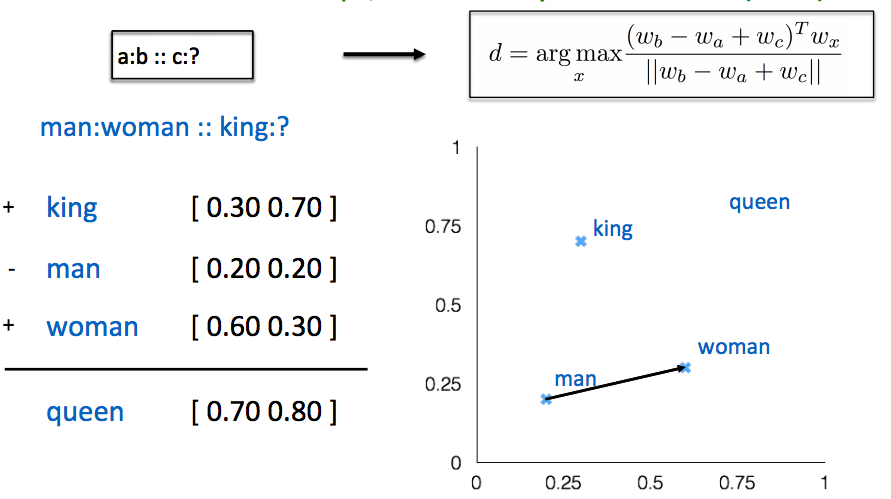 a:b :: c:?
d = arg max_x (w_b − w_a + w_c)^T w_x / ||w_b − w_a + w_c||
man:woman :: king:?
+ king [ 0.30 0.70 ]
- man [ 0.20 0.20 ]
+ woman [ 0.60 0.30 ]
queen [ 0.70 0.80 ]
1
0.75
0.5
0.25
0
queen
king
woman
man
0 0.25 0.5 0.75 1